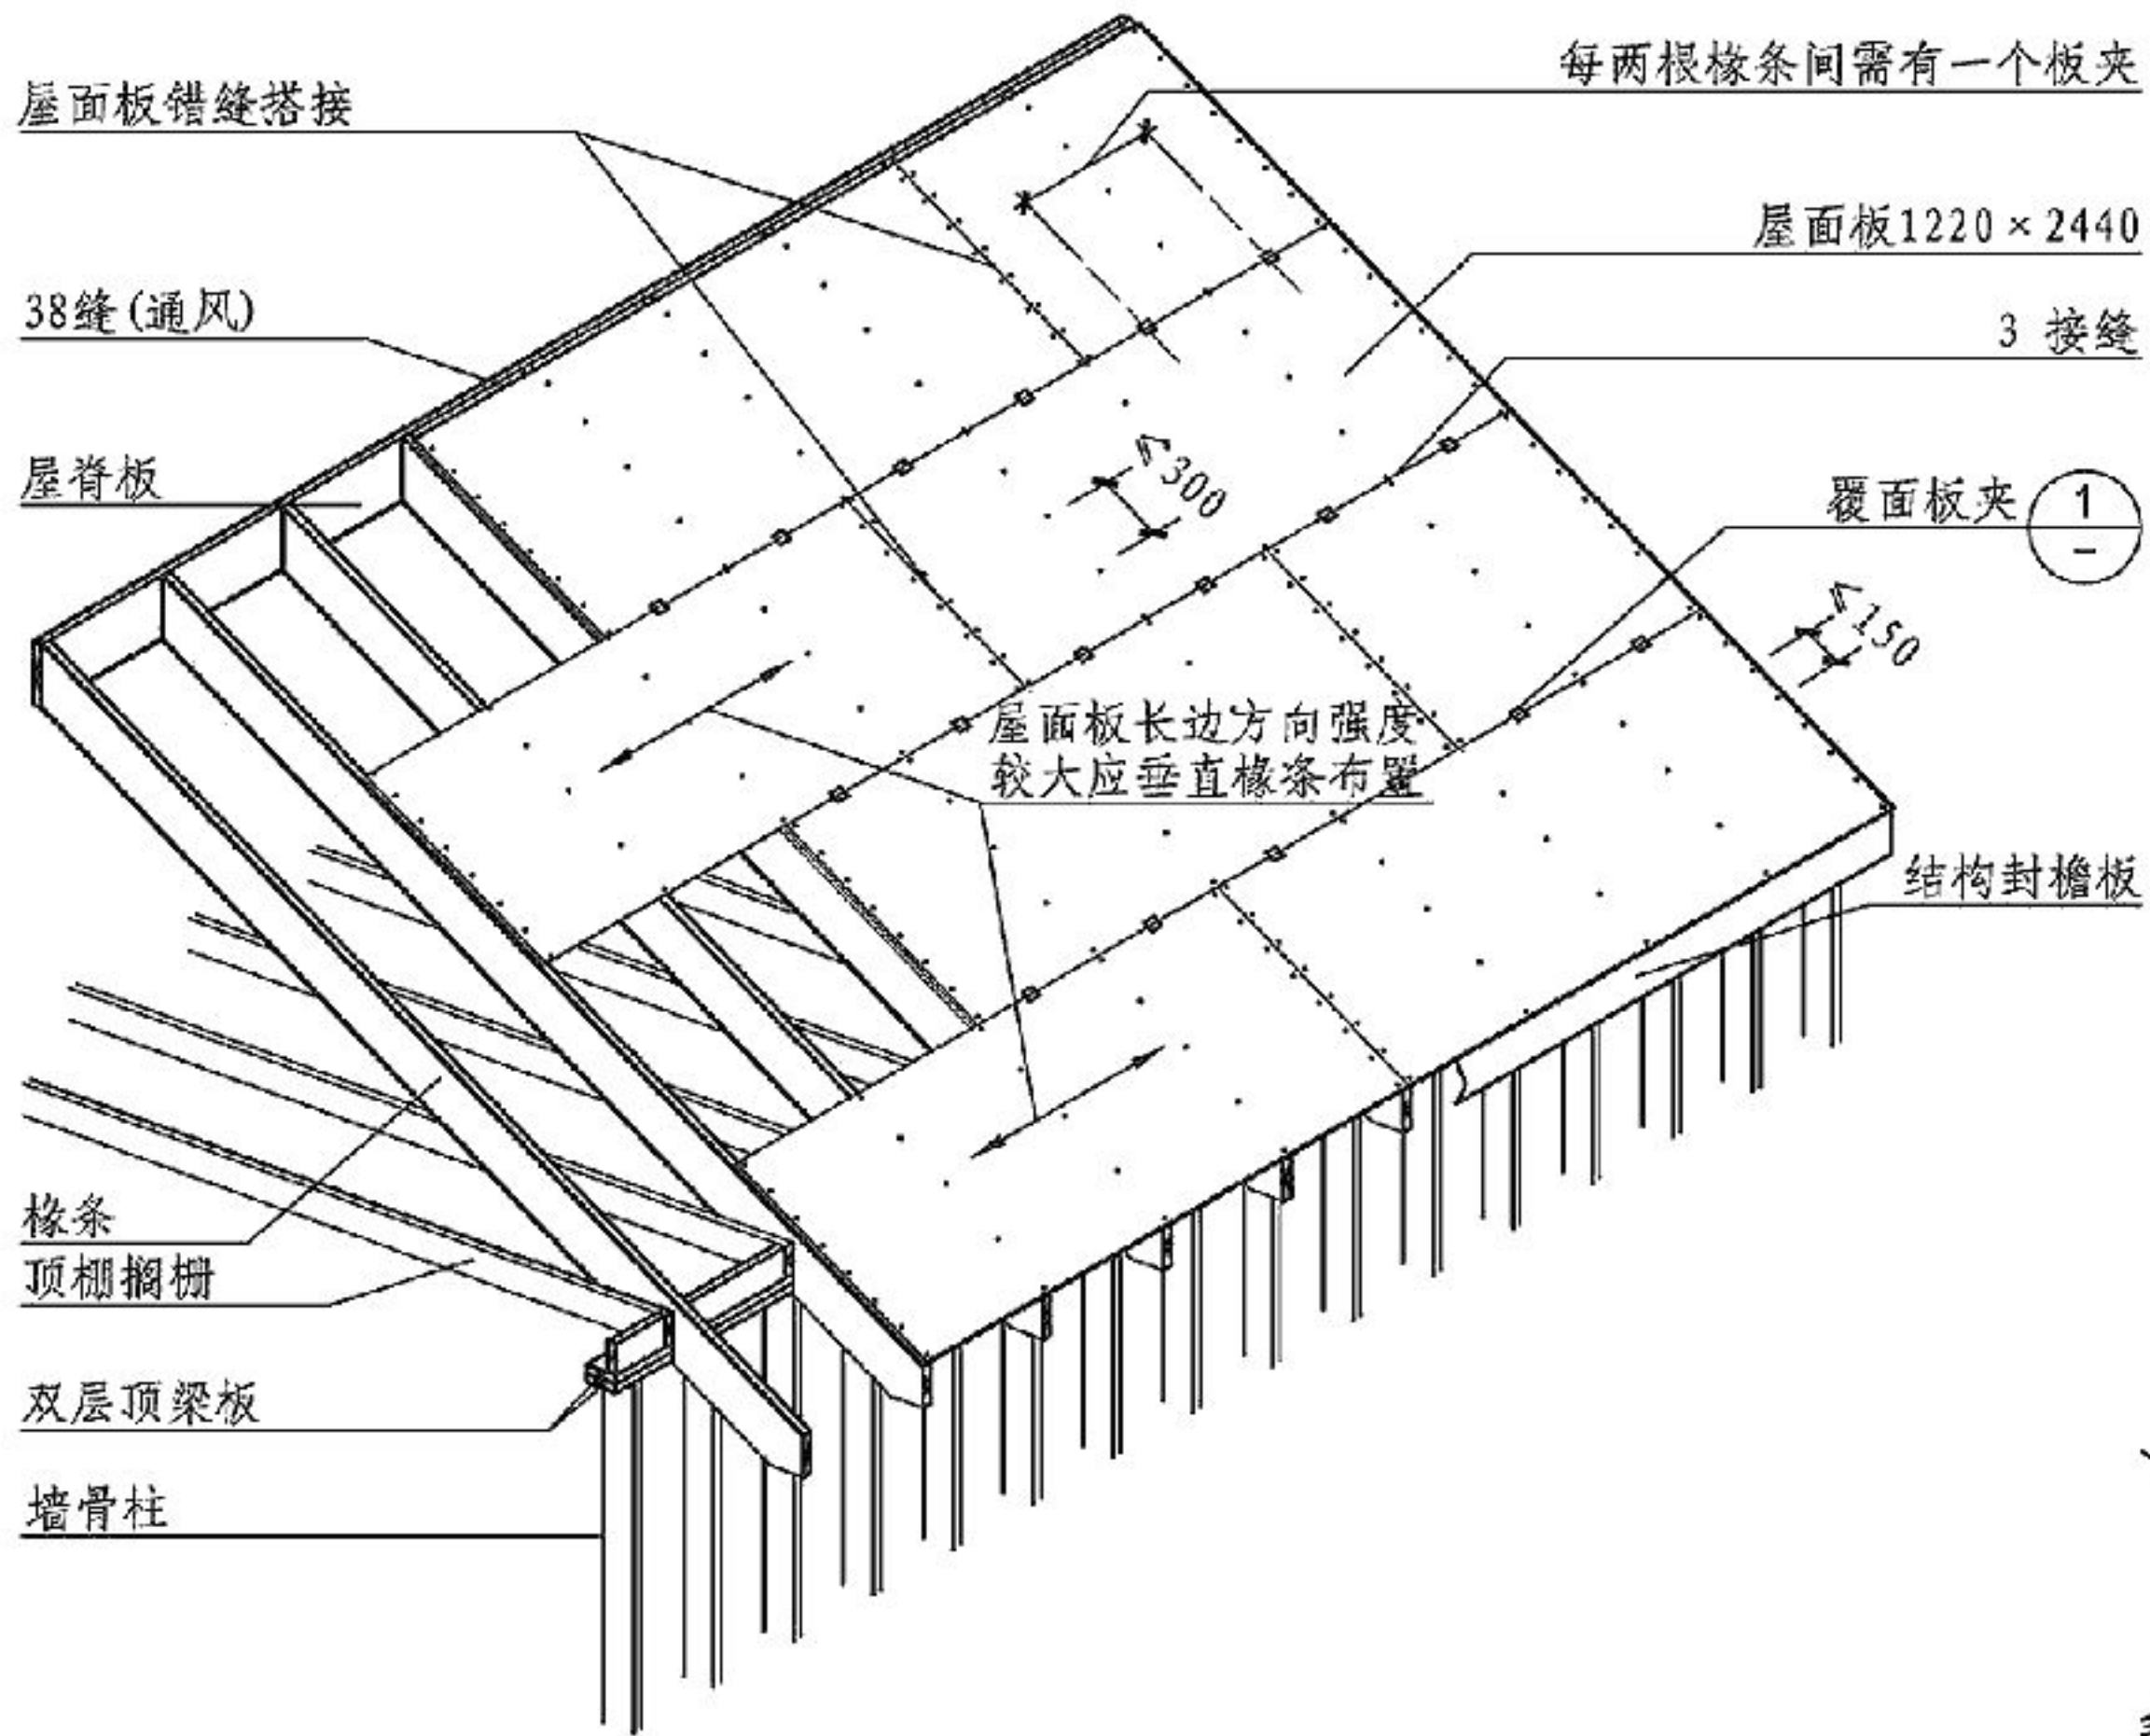 每两根椽条间需有一个板夹
屋面板错缝搭接
屋面板1220×2440
38缝(通风)
3 接缝
屋脊板
≤300
覆面板夹
1
-
≤150
屋面板长边方向强度
较大应垂直椽条布置
结构封檐板
椽条
顶棚搁栅
双层顶梁板
墙骨柱